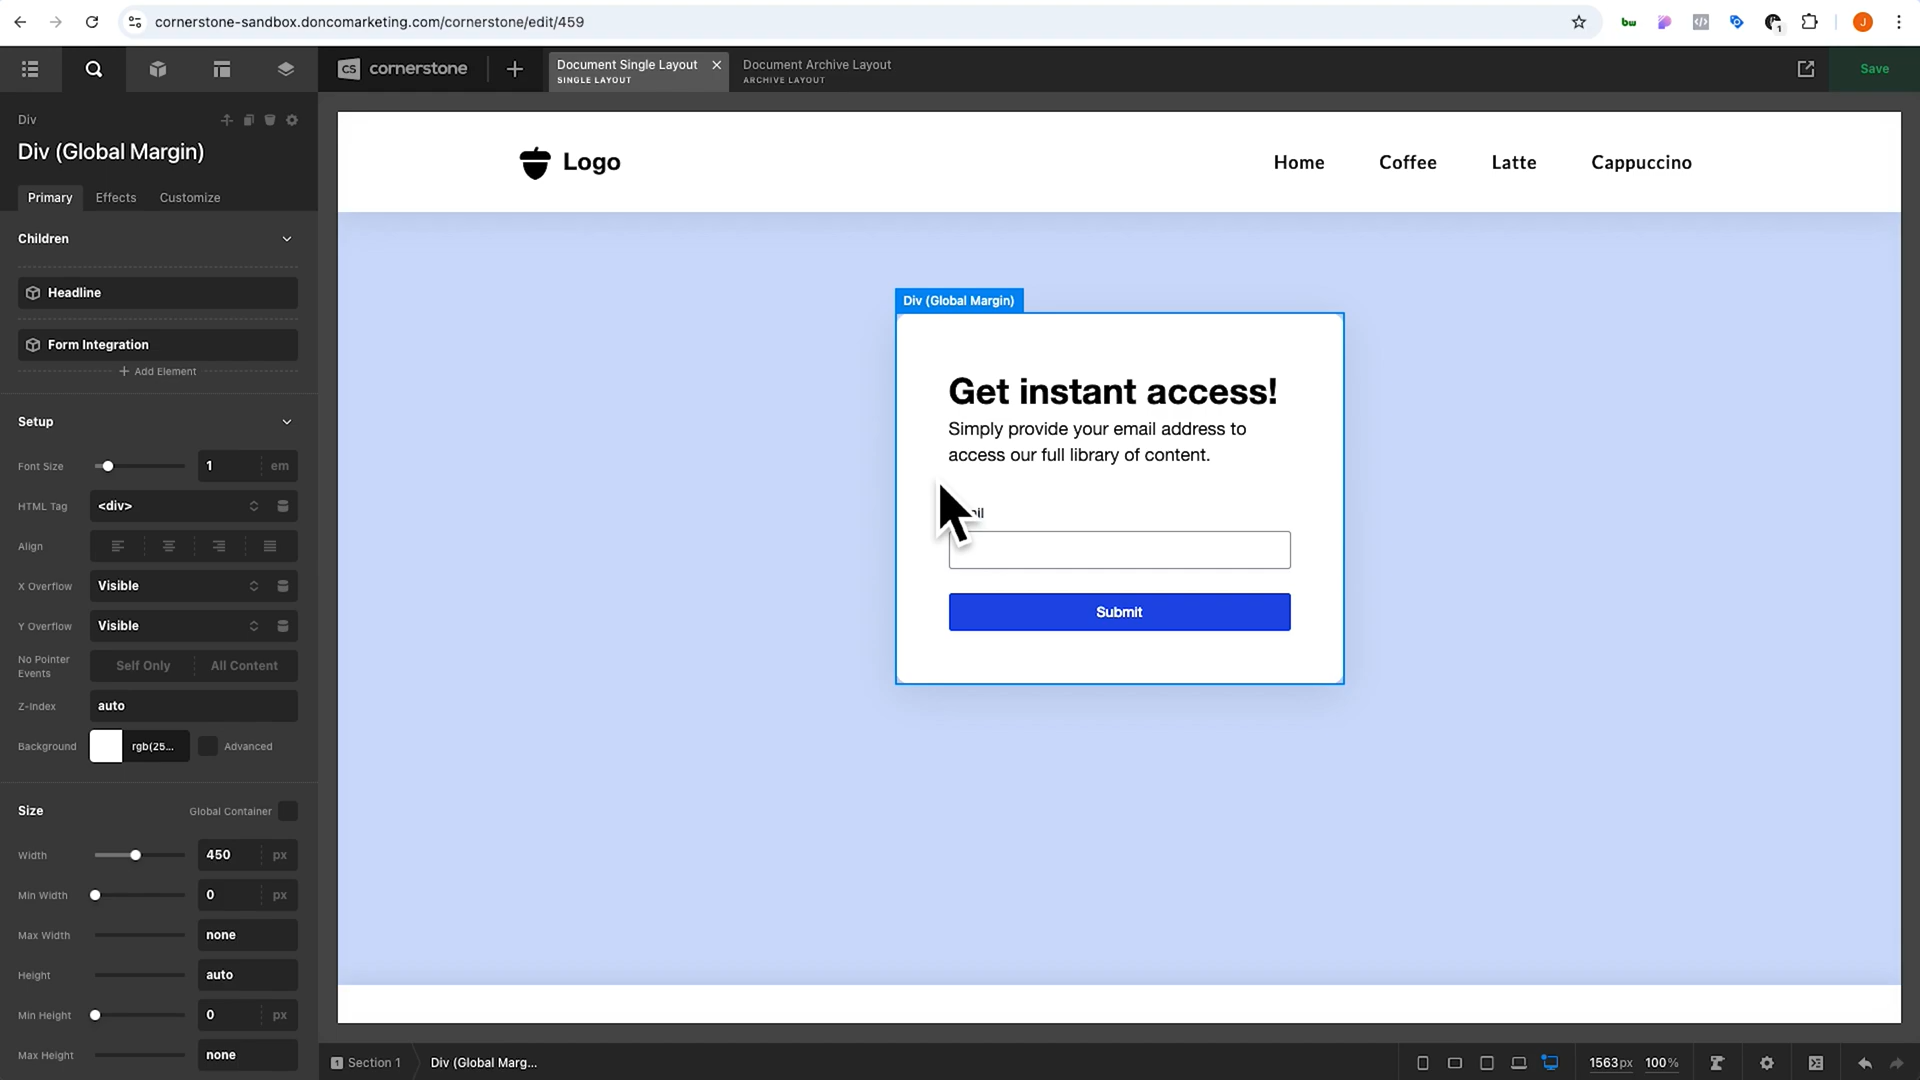 cornerstone-sandbox.doncomarketing.com/cornerstone/edit/459
bw
1
J
CS cornerstone
Document Single Layout
SINGLE LAYOUT
Document Archive Layout
ARCHIVE LAYOUT
Save
Div
Div (Global Margin)
Primary
Effects
Customize
Children
Headline
Form Integration
Add Element
Setup
Font Size
1
em
HTML Tag
<div>
Align
X Overflow
Visible
Y Overflow
Visible
No Pointer
Events
Self Only
All Content
Z-Index
auto
Background
rgb(25...
Advanced
Size
Global Container
Width
450
px
Min Width
0
px
Max Width
none
Height
auto
Min Height
0
px
Max Height
none
Logo
Home
Coffee
Latte
Cappuccino
Div (Global Margin)
Get instant access!
Simply provide your email address to
access our full library of content.
Submit
1 Section 1
Div (Global Marg...
1563px
100%